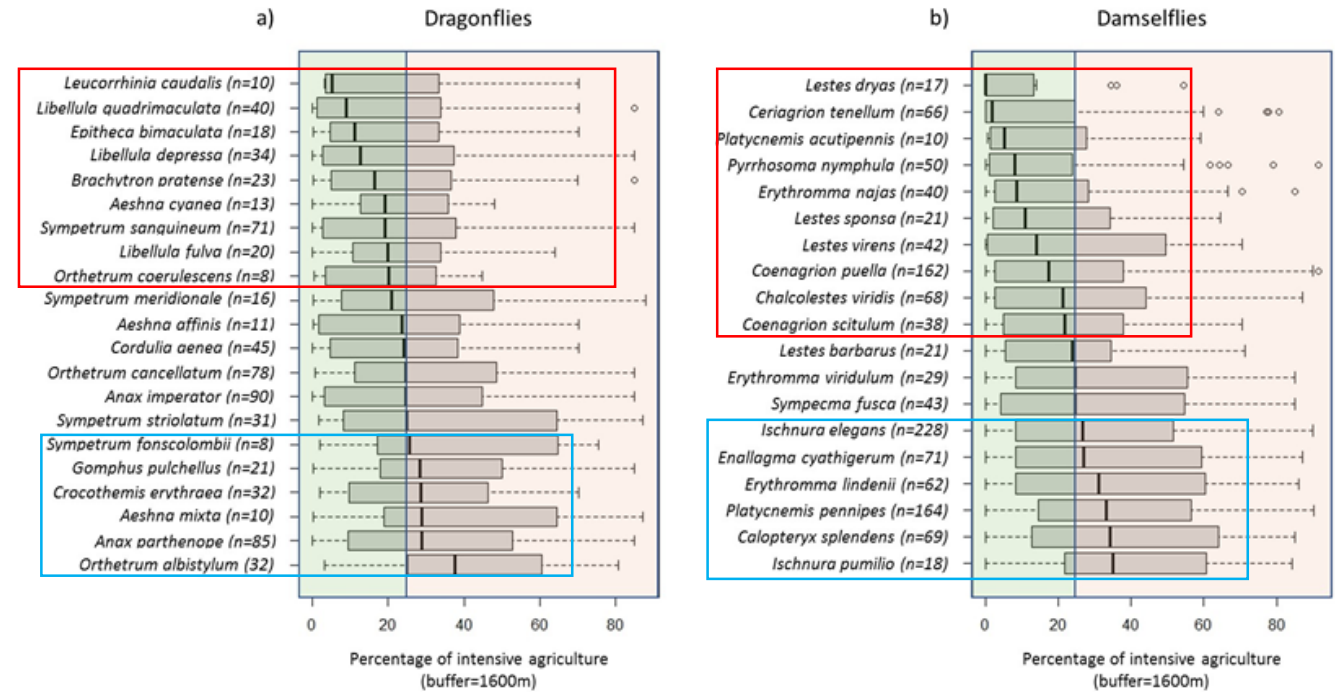 a)
Dragonflies
Leucorrhinia caudalis (n=10)
Libellula quadrimaculata (n=40)
Epitheca bimaculata (n=18)
Libellula depressa (n=34)
Brachytron pratense (n=23)
Aeshna cyanea (n=13)
Sympetrum sanguineum (n=71)
Libellula fulva (n=20)
Orthetrum coerulescens (n=8)
Sympetrum meridionale (n=16)
Aeshna affinis (n=11)
Cordulia aenea (n=45)
Orthetrum cancellatum (n=78)
Anax imperator (n=90)
Sympetrum striolatum (n=31)
Sympetrum fonscolombii (n=8)
Gomphus pulchellus (n=21)
Crocothemis erythraea (n=32)
Aeshna mixta (n=10)
Anax parthenope (n=85)
Orthetrum albistylum (32)
0 20 40 60 80
Percentage of intensive agriculture
(buffer=1600m)
b)
Damselflies
Lestes dryas (n=17)
Ceriagrion tenellum (n=66)
Platycnemis acutipennis (n=10)
Pyrrhosoma nymphula (n=50)
Erythromma najas (n=40)
Lestes sponsa (n=21)
Lestes virens (n=42)
Coenagrion puella (n=162)
Chalcolestes viridis (n=68)
Coenagrion scitulum (n=38)
Lestes barbarus (n=21)
Erythromma viridulum (n=29)
Sympecma fusca (n=43)
Ischnura elegans (n=228)
Enallagma cyathigerum (n=71)
Erythromma lindenii (n=62)
Platycnemis pennipes (n=164)
Calopteryx splendens (n=69)
Ischnura pumilio (n=18)
0 20 40 60 80
Percentage of intensive agriculture
(buffer=1600m)